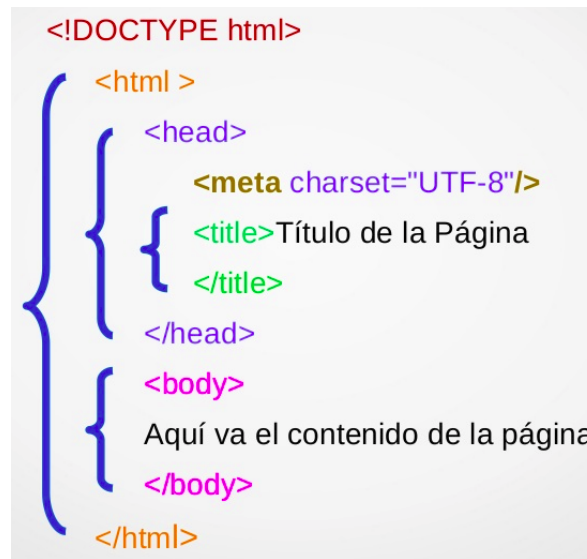 <!DOCTYPE html>
<html >
<head>
<meta charset="UTF-8"/>
<title>Título de la Página
</title>
</head>
<body>
Aquí va el contenido de la página
</body>
</html>